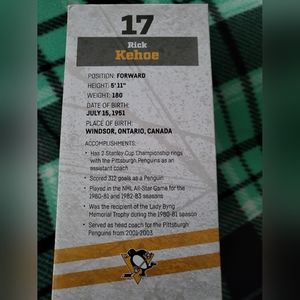 17
Rick
Kehoe
POSITION: FORWARD
HEIGHT: 5' 11"
WEIGHT: 180
DATE OF BIRTH:
JULY 15, 1951
PLACE OF BIRTH:
WINDSOR, ONTARIO, CANADA
ACCOMPLISHMENTS:
• Has 2 Stanley Cup Championship rings
with the Pittsburgh Penguins as an
assistant coach
• Scored 312 goals as a Penguin
• Played in the NHL All-Star Game for the
1980-81 and 1982-83 seasons
• Was the recipient of the Lady Byng
Memorial Trophy during the 1980-81 season
• Served as head coach for the Pittsburgh
Penguins from 2001-2003